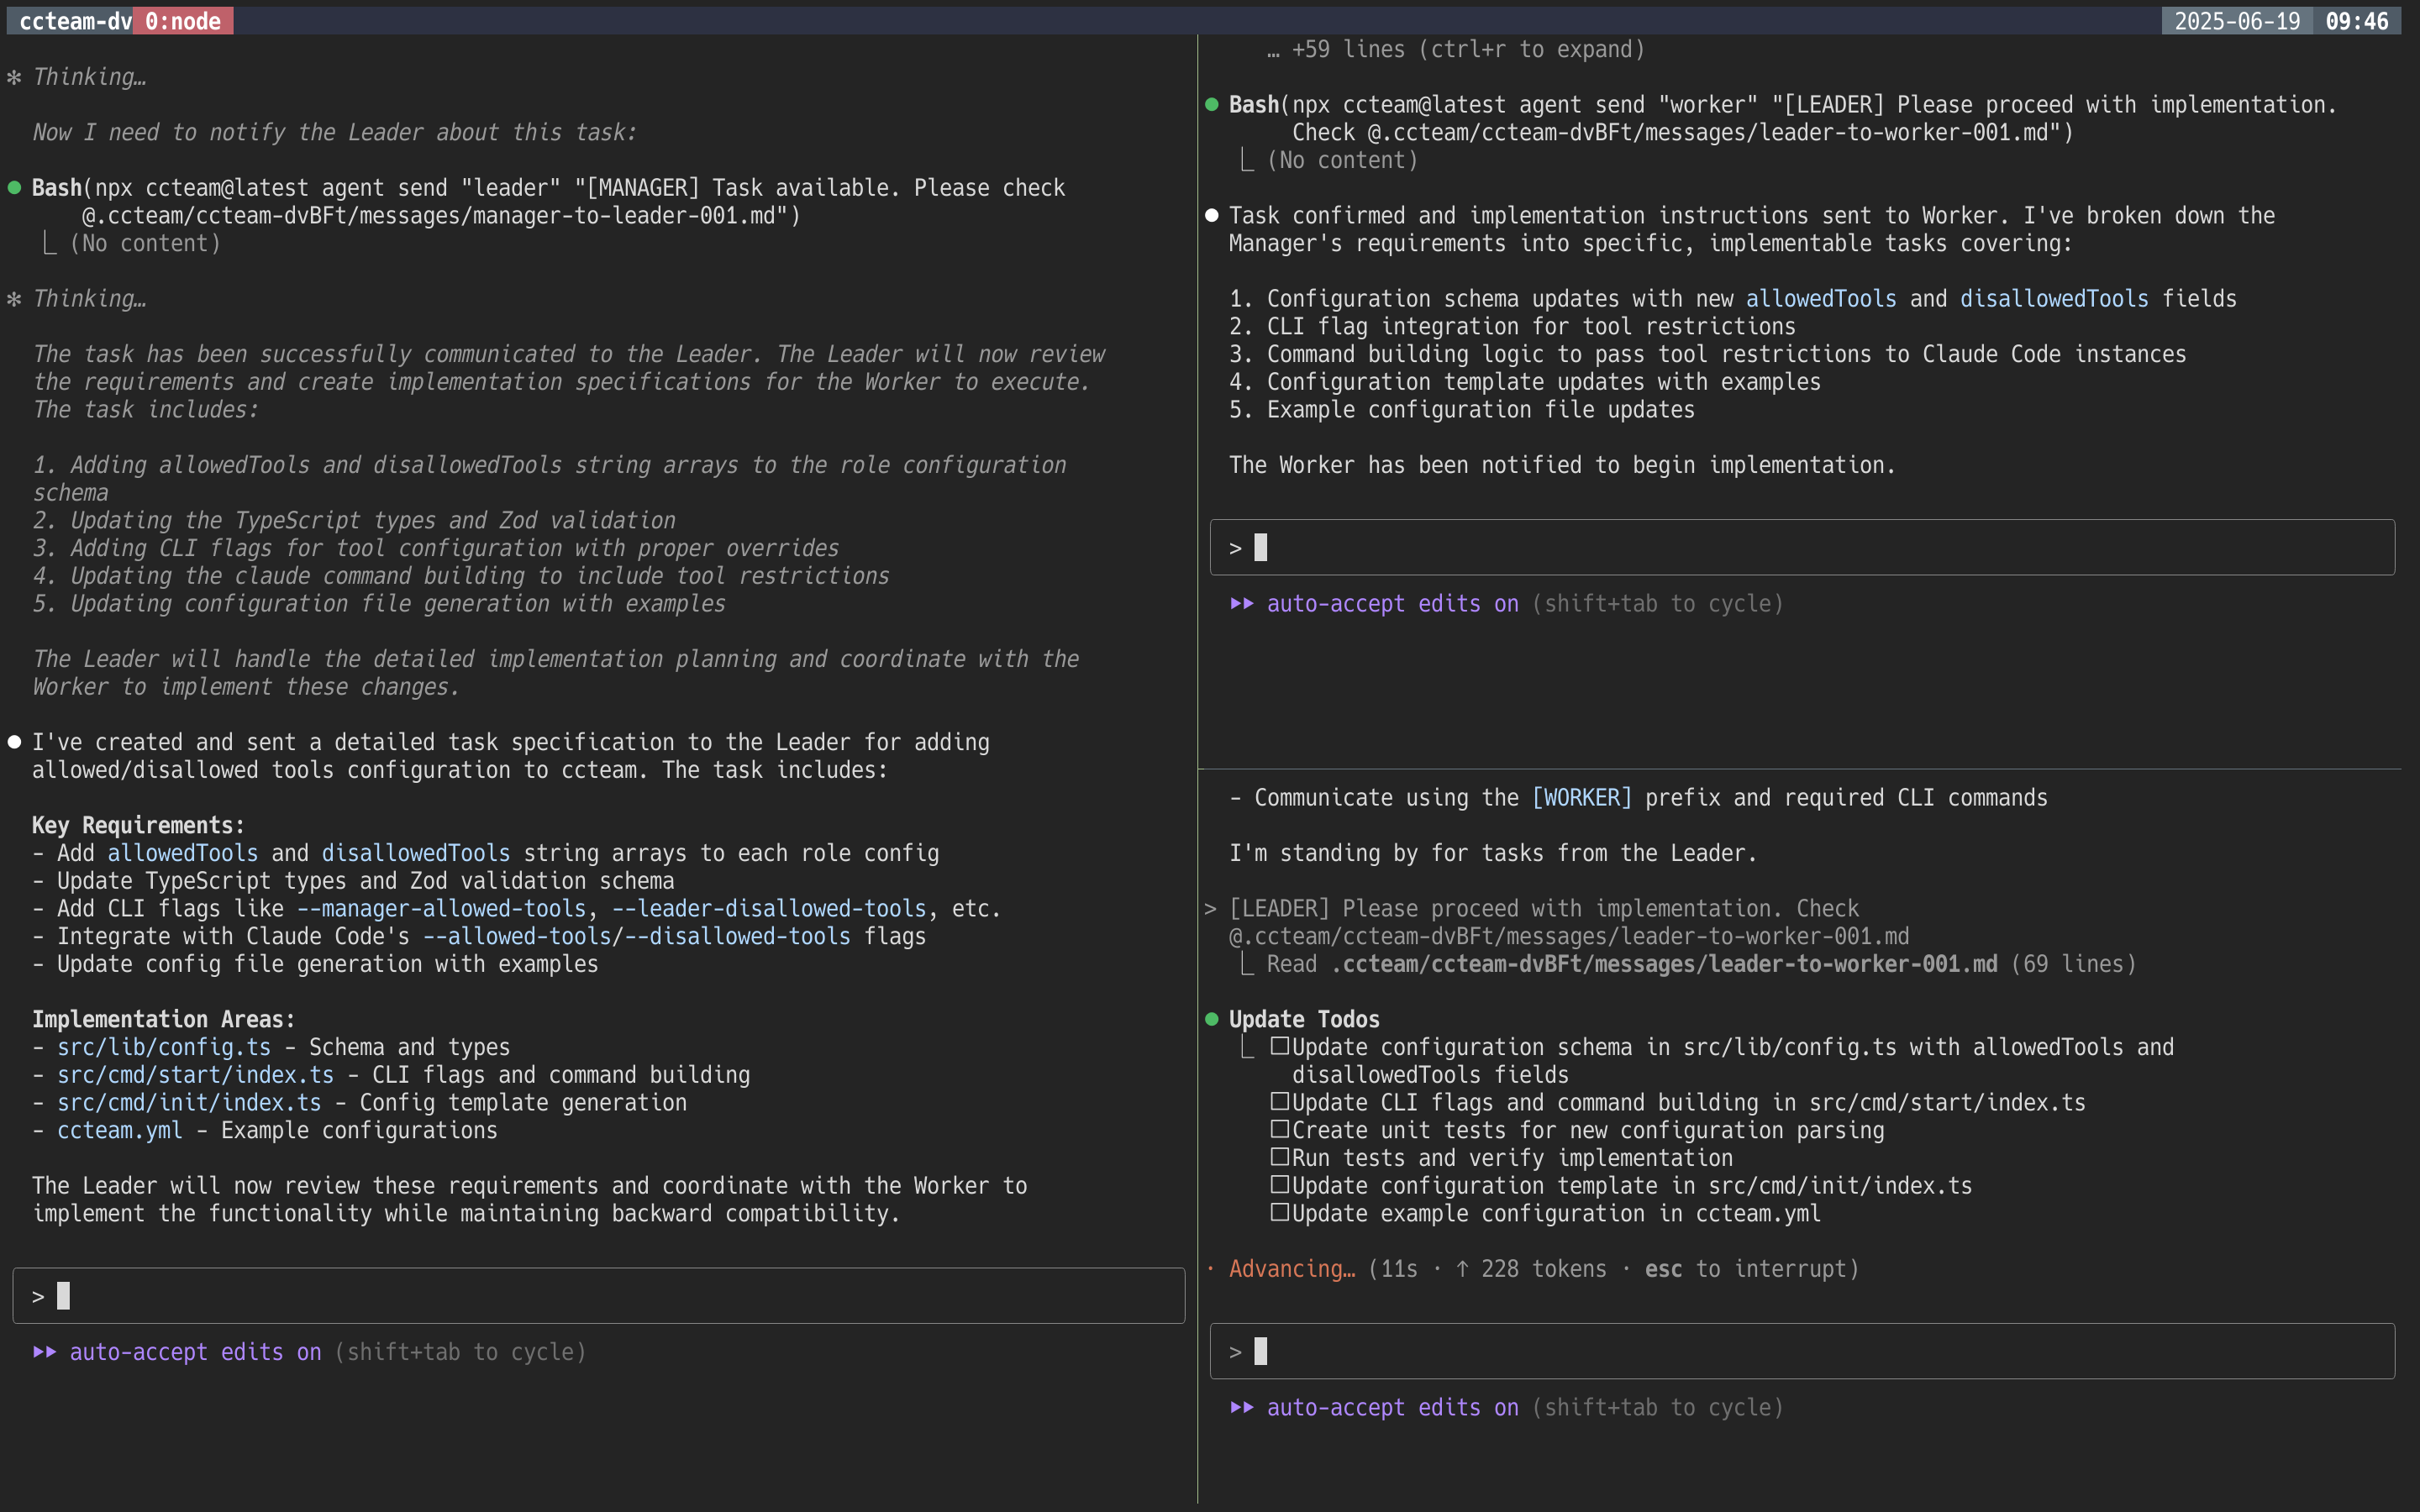 ccteam-dv 0:node
2025-06-19 09:46
✻ Thinking…
Now I need to notify the Leader about this task:
● Bash(npx ccteam@latest agent send "leader" "[MANAGER] Task available. Please check
@.ccteam/ccteam-dvBFt/messages/manager-to-leader-001.md")
⎿ (No content)
✻ Thinking…
The task has been successfully communicated to the Leader. The Leader will now review
the requirements and create implementation specifications for the Worker to execute.
The task includes:
1. Adding allowedTools and disallowedTools string arrays to the role configuration
schema
2. Updating the TypeScript types and Zod validation
3. Adding CLI flags for tool configuration with proper overrides
4. Updating the claude command building to include tool restrictions
5. Updating configuration file generation with examples
The Leader will handle the detailed implementation planning and coordinate with the
Worker to implement these changes.
● I've created and sent a detailed task specification to the Leader for adding
allowed/disallowed tools configuration to ccteam. The task includes:
Key Requirements:
- Add allowedTools and disallowedTools string arrays to each role config
- Update TypeScript types and Zod validation schema
- Add CLI flags like --manager-allowed-tools, --leader-disallowed-tools, etc.
- Integrate with Claude Code's --allowed-tools/--disallowed-tools flags
- Update config file generation with examples
Implementation Areas:
- src/lib/config.ts - Schema and types
- src/cmd/start/index.ts - CLI flags and command building
- src/cmd/init/index.ts - Config template generation
- ccteam.yml - Example configurations
The Leader will now review these requirements and coordinate with the Worker to
implement the functionality while maintaining backward compatibility.
>
⏵⏵ auto-accept edits on (shift+tab to cycle)
… +59 lines (ctrl+r to expand)
● Bash(npx ccteam@latest agent send "worker" "[LEADER] Please proceed with implementation.
Check @.ccteam/ccteam-dvBFt/messages/leader-to-worker-001.md")
⎿ (No content)
● Task confirmed and implementation instructions sent to Worker. I've broken down the
Manager's requirements into specific, implementable tasks covering:
1. Configuration schema updates with new allowedTools and disallowedTools fields
2. CLI flag integration for tool restrictions
3. Command building logic to pass tool restrictions to Claude Code instances
4. Configuration template updates with examples
5. Example configuration file updates
The Worker has been notified to begin implementation.
>
⏵⏵ auto-accept edits on (shift+tab to cycle)
- Communicate using the [WORKER] prefix and required CLI commands
I'm standing by for tasks from the Leader.
> [LEADER] Please proceed with implementation. Check
@.ccteam/ccteam-dvBFt/messages/leader-to-worker-001.md
⎿ Read .ccteam/ccteam-dvBFt/messages/leader-to-worker-001.md (69 lines)
● Update Todos
⎿ ☐Update configuration schema in src/lib/config.ts with allowedTools and
disallowedTools fields
☐Update CLI flags and command building in src/cmd/start/index.ts
☐Create unit tests for new configuration parsing
☐Run tests and verify implementation
☐Update configuration template in src/cmd/init/index.ts
☐Update example configuration in ccteam.yml
· Advancing… (11s · ↑ 228 tokens · esc to interrupt)
>
⏵⏵ auto-accept edits on (shift+tab to cycle)